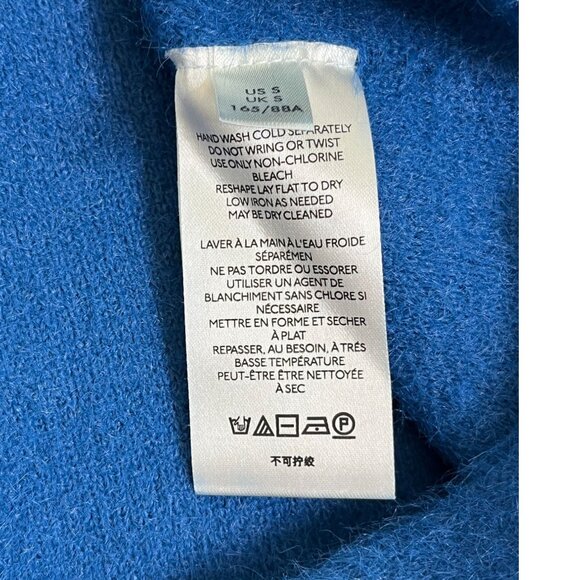 US S
UK S
165/88A
HAND WASH COLD SEPARATELY
DO NOT WRING OR TWIST
USE ONLY NON-CHLORINE
BLEACH
RESHAPE LAY FLAT TO DRY
LOW IRON AS NEEDED
MAY BE DRY CLEANED
LAVER À LA MAIN À L'EAU FROIDE
SÉPARÉMEN
NE PAS TORDRE OU ESSORER
UTILISER UN AGENT DE
BLANCHIMENT SANS CHLORE SI
NÉCESSAIRE
METTRE EN FORME ET SECHER
À PLAT
REPASSER, AU BESOIN, À TRÉS
BASSE TEMPÉRATURE
PEUT-ÊTRE ÊTRE NETTOYÉE
À SEC
P
不可拧绞